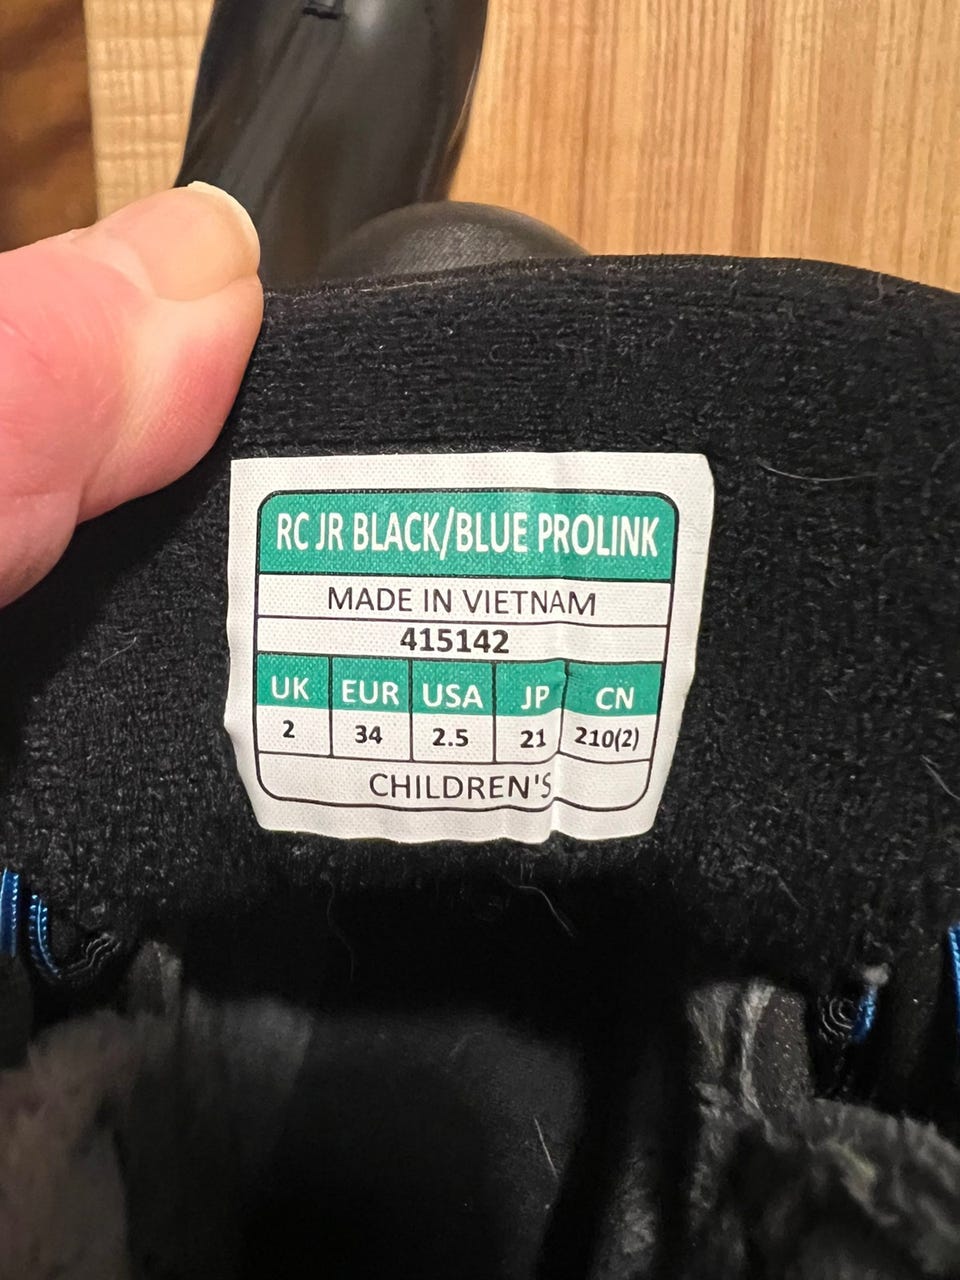 RC JR BLACK/BLUE PROLINK
MADE IN VIETNAM
415142
UK EUR USA JP CN
2 34 2.5 21 210(2)
CHILDREN'S